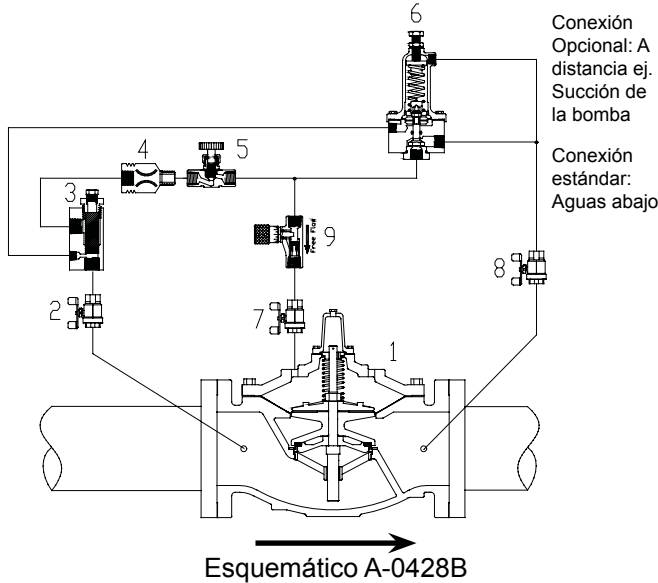 6
Conexión
Opcional: A
distancia ej.
Succión de
la bomba
Conexión
estándar:
Aguas abajo
4
5
3
9
Free Flow
8
2
7
1
Esquemático A-0428B